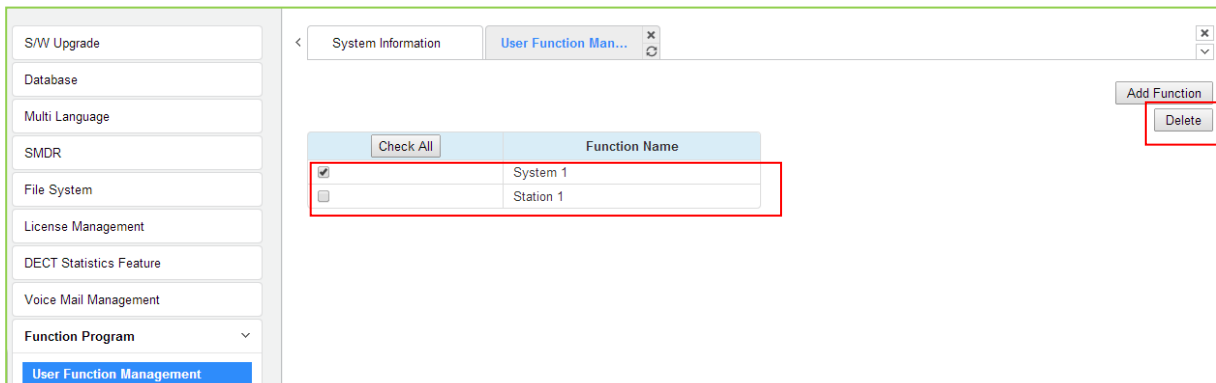 S/W Upgrade
Database
Multi Language
SMDR
File System
License Management
DECT Statistics Feature
Voice Mail Management
Function Program
User Function Management
System Information
User Function Man...
Add Function
Delete
Check All
Function Name
System 1
Station 1